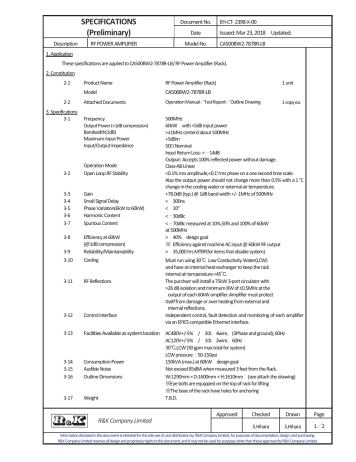 SPECIFICATIONS
(Preliminary)
Document No. EH-CT- 2398-X-00
Date Issued: Mar 23, 2018 Updated:
Description RF POWER AMPLIFIER Model No. CA500BW2-7878R-LB
1. Application
These specifications are applied to CA500BW2-7878R-LB/ RF Power Amplifier (Rack).
2. Constitution
2-1 Product Name RF Power Amplifier (Rack) 1 unit
Model CA500BW2-7878R-LB
2-2 Attached Documents Operation Manual・Test Report／Outline Drawing 1 copy ea.
3. Specifications
3-1 Frequency 500MHz
Output Power (<1dB compression) 60kW with <5dB input power
Bandwidth(1dB) >±1MHz centerd about 500MHz
Maximum Input Power +5dBm
Input/Output Impedance 50Ω Nominal
Input Return Loss: <－14dB
Output: Accepts 100% reflected power without damage.
Operation Mode Class-AB Linear
3-2 Open Loop RF Stability <0.1% rms amplitude,<0.1°rms phase on a one second time scale.
Also the output power should not change more than 0.5% with a 1 °C
change in the cooling water or external air temperature.
3-3 Gain >78.0dB (typ.) @ 1dB band width +/- 1MHz of 500MHz
3-4 Small Signal Delay < 300ns
3-5 Phase Variation(6kW to 60kW) < 10°
3-6 Harmonic Content <－30dBc
3-7 Spurious Content <－70dBc measured at 10%,50% and 100% of 60kW
at 500MHz
3-8 Efficiency at 60kW > 40% design goal
(@1dB compression) ※ Efficiency against machine AC input @ 60kW RF output
3-9 Reliability/Maintainability > 35,000 hrs MTBF(for items that disable system)
3-10 Cooling Must run using 30℃ Low Conductivity Water(LCW)
and have an internal heat exchanger to keep the rack
internal air temperature <45℃.
3-11 RF Reflections The purcheser will install a 75kW 3-port circulator with
>26 dB isolation and minimum BW of ±0.5MHz at the
output of each 60kW amplifier. Amplifier must protect
itself from damage or over heating from external and
internal reflections.
3-12 Control Interface Independent control, fault detection and monitoring of each amplifier
via an EPICS compatible Ethernet interface.
3-13 Facilities Available as system location AC480V+/-5% / 3∅ 4wire. (3Phase and ground), 60Hz
AC120V+/-5% / 1∅ 2wire. 60Hz
30℃.LCW (30 gpm max total for system)
LCW pressure : 50-150psi
3-14 Consumption Power 150kVA (max.) at 60kW design goal
3-15 Audible Noise Not exceed 85dBA when measured 3 feet from the Rack.
3-16 Outline Dimensions W:1290mm × D:1600mm × H:1610mm (see attach the drawing)
※Eye bolts are equipped on the top of rack for lifting
※The base of the rack have holes for anchoring
3-17 Weight T.B.D.
R&K R&K Company Limited
Approved Checked Drawn Page
S.Hihara S.Hihara 1／2
Information disclosed in this document is intended for the sole use of, and distribution by R&K Company Limited, for purposes of documentation, design, and purchasing.
R&K Company Limited reserves all design and proprietary rights to this document, and it may not be used for purposes other than those approved by R&K Company Limited.